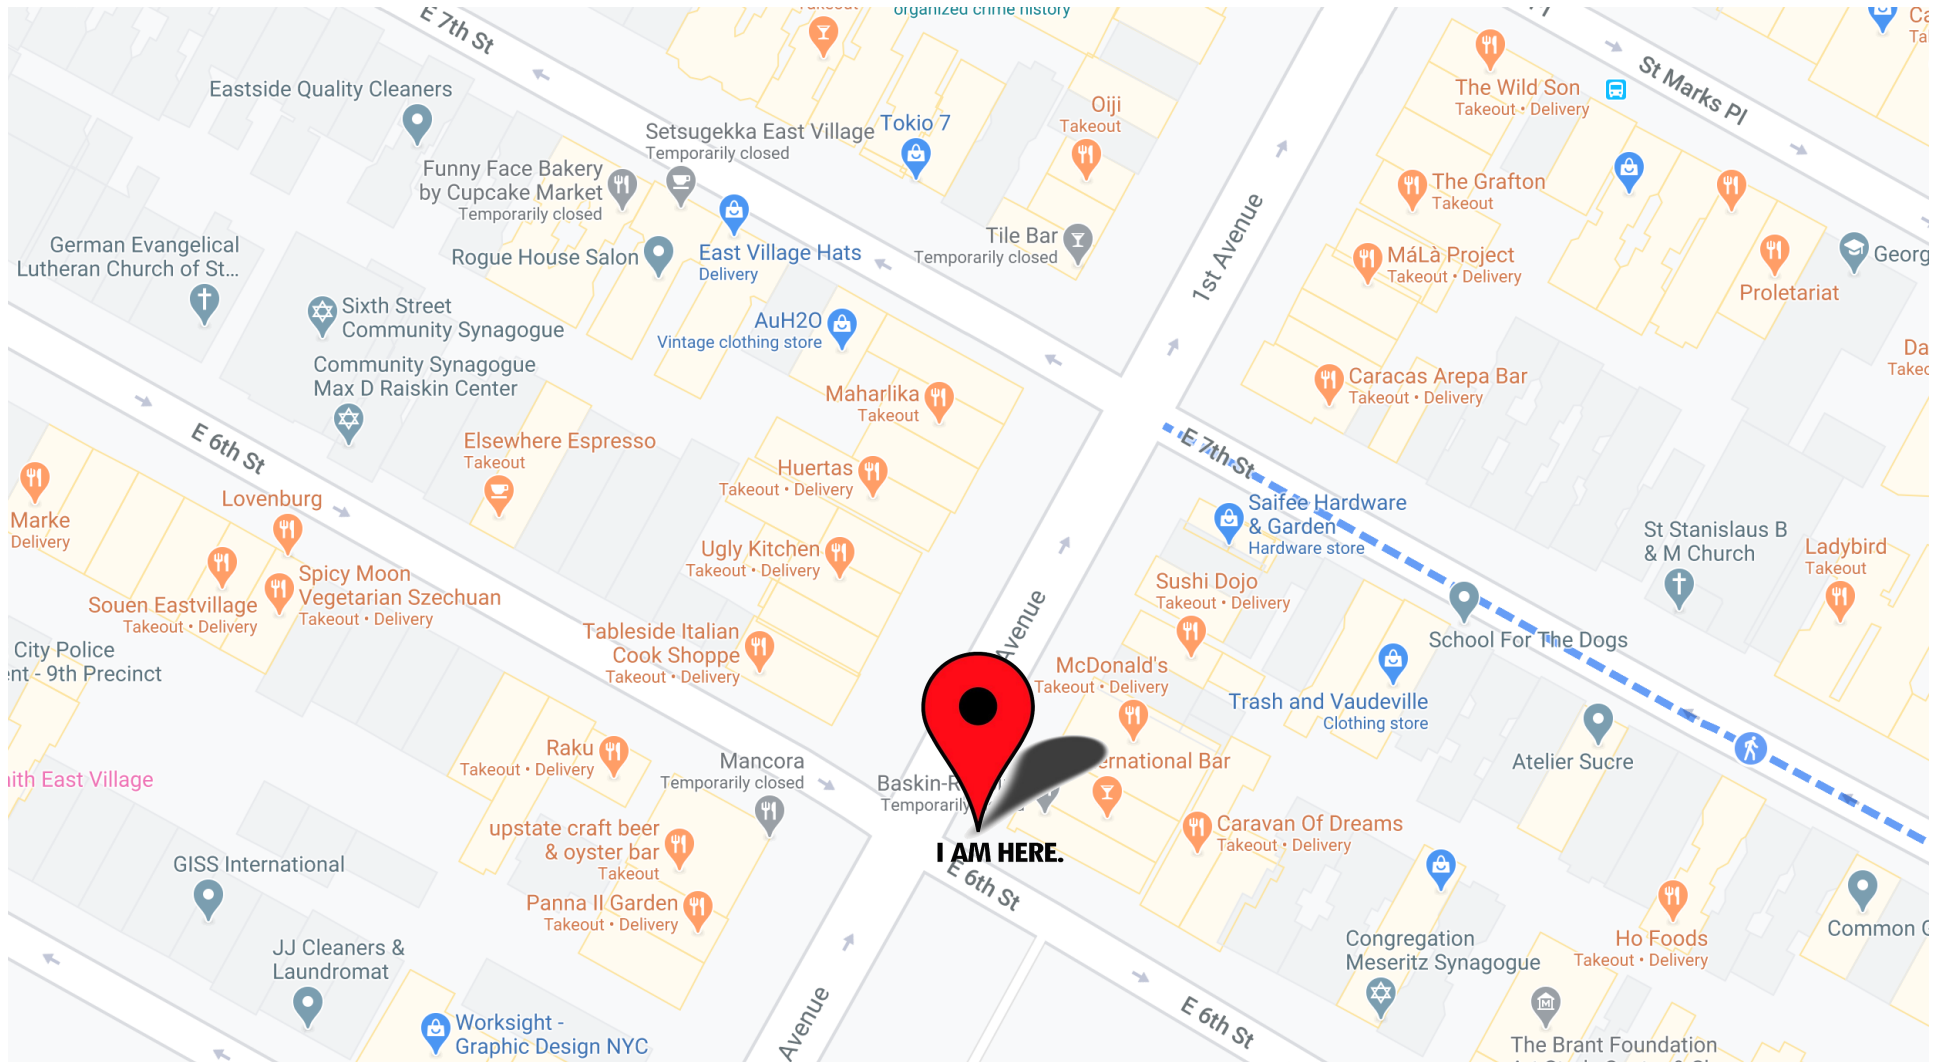 E 7th St
Takeout
organized crime history
Eastside Quality Cleaners
Setsugekka East Village
Temporarily closed
Tokio 7
Oiji
Takeout
The Wild Son
Takeout • Delivery
St Marks Pl
Funny Face Bakery
by Cupcake Market
Temporarily closed
The Grafton
Takeout
German Evangelical
Lutheran Church of St...
Rogue House Salon
East Village Hats
Delivery
Tile Bar
Temporarily closed
1st Avenue
MáLà Project
Takeout • Delivery
Georg
Proletariat
Sixth Street
Community Synagogue
AuH2O
Vintage clothing store
Community Synagogue
Max D Raiskin Center
Maharlika
Takeout
Caracas Arepa Bar
Takeout • Delivery
Da
Takeo
E 6th St
Elsewhere Espresso
Takeout
E 7th St
Huertas
Takeout • Delivery
Lovenburg
Marke
Delivery
Saifee Hardware
& Garden
Hardware store
St Stanislaus B
& M Church
Ladybird
Takeout
Ugly Kitchen
Takeout • Delivery
Spicy Moon
Vegetarian Szechuan
Takeout • Delivery
Souen Eastvillage
Takeout • Delivery
Sushi Dojo
Takeout • Delivery
School For The Dogs
Tableside Italian
Cook Shoppe
Takeout • Delivery
Avenue
City Police
ent - 9th Precinct
McDonald's
Takeout • Delivery
Trash and Vaudeville
Clothing store
Raku
Takeout • Delivery
Mancora
Temporarily closed
ernational Bar
Atelier Sucre
ith East Village
Baskin-R
Temporarily
upstate craft beer
& oyster bar
Takeout
Caravan Of Dreams
Takeout • Delivery
I AM HERE.
GISS International
E 6th St
Panna II Garden
Takeout • Delivery
JJ Cleaners &
Laundromat
Congregation
Meseritz Synagogue
Ho Foods
Takeout • Delivery
Common
Avenue
E 6th St
Worksight -
Graphic Design NYC
The Brant Foundation